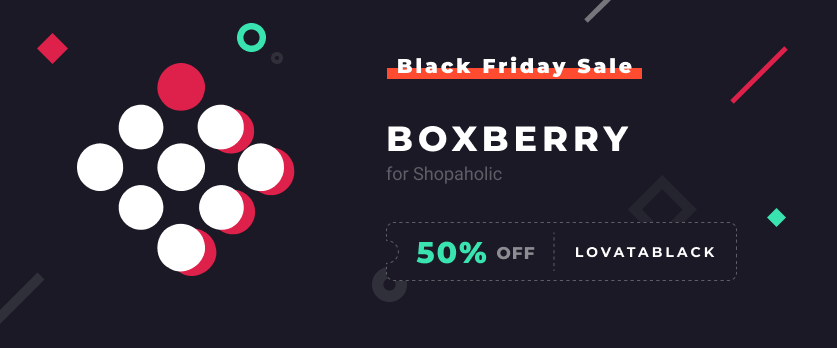 Black Friday Sale
BOXBERRY
for Shopaholic
50% OFF
LOVATABLACK